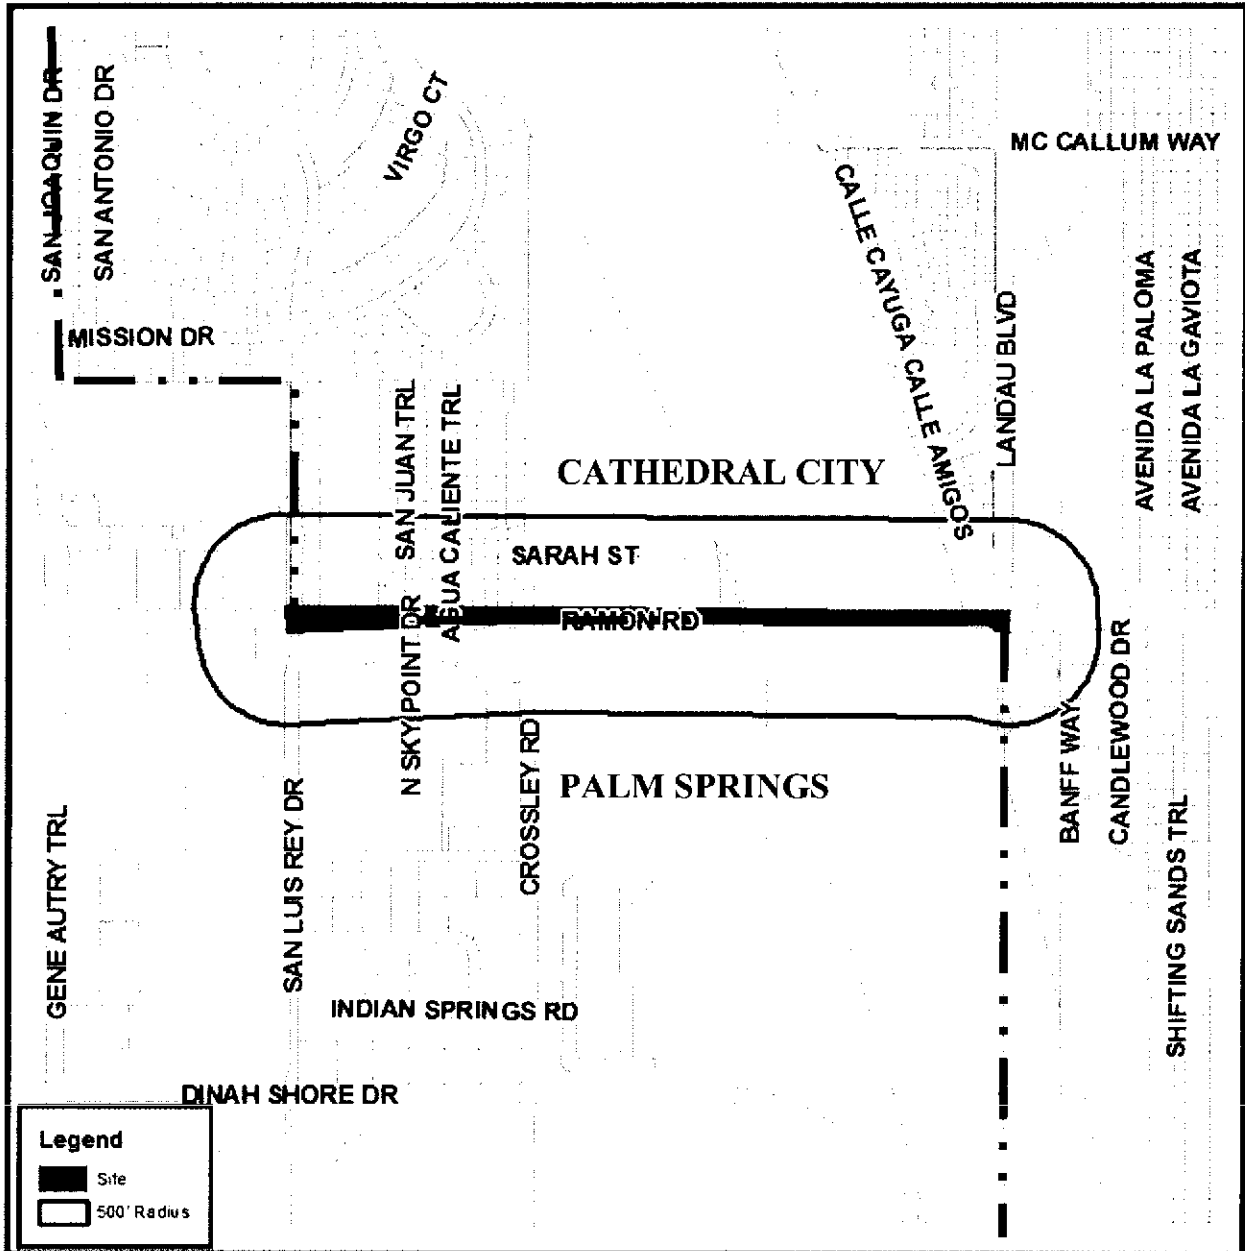 SAN JOAQUIN DR
SAN ANTONIO DR
VIRGO CT
MC CALLUM WAY
CALLE CAYUGA
CALLE AMIGOS
LANDAU BLVD
AVENIDA LA PALOMA
AVENIDA LA GAVIOTA
MISSION DR
SAN JUAN TRL
AGUA CALIENTE TRL
CATHEDRAL CITY
SARAH ST
RAMON RD
N SKY POINT DR
CROSSLEY RD
PALM SPRINGS
BANFF WAY
CANDLEWOOD DR
SHIFTING SANDS TRL
GENE AUTRY TRL
SAN LUIS REY DR
INDIAN SPRINGS RD
DINAH SHORE DR
Legend
Site
500' Radius